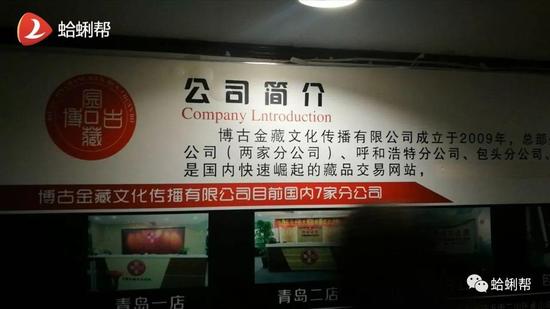 蛤蜊帮
公司简介
Company Lntroduction
博古金藏
博古金藏文化传播有限公司成立于2009年，总部
公司（两家分公司）、呼和浩特分公司、包头分公司、
是国内快速崛起的藏品交易网站，
博古金藏文化传播有限公司目前国内7家分公司
青岛一店
青岛二店
蛤蜊帮